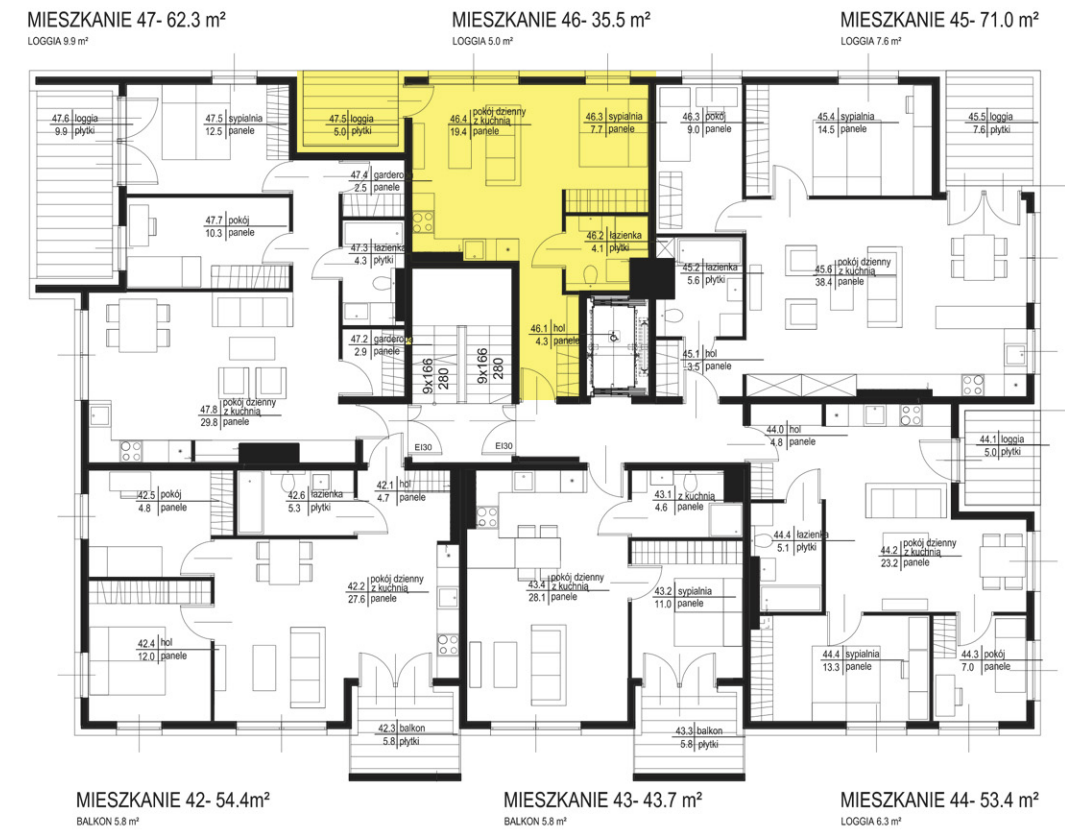 MIESZKANIE 47- 62.3 m²
LOGGIA 9.9 m²
MIESZKANIE 46- 35.5 m²
LOGGIA 5.0 m²
MIESZKANIE 45- 71.0 m²
LOGGIA 7.6 m²
47.6 loggia
9.9 płytki
47.5 sypialnia
12.5 panele
47.5 loggia
5.0 płytki
46.4 pokój dzienny z kuchnią
19.4 panele
46.3 sypialnia
7.7 panele
46.3 pokój
9.0 panele
45.4 sypialnia
14.5 panele
45.5 loggia
7.6 płytki
47.4 garderoba
2.5 panele
47.7 pokój
10.3 panele
47.3 łazienka
4.3 płytki
46.2 łazienka
4.1 płytki
45.2 łazienka
5.6 płytki
45.6 pokój dzienny z kuchnią
38.4 panele
47.2 garderoba
2.9 panele
46.1 hol
4.3 panele
45.1 hol
3.5 panele
9x166
280
9x166
280
47.8 pokój dzienny z kuchnią
29.8 panele
EI30
EI30
44.0 hol
4.8 panele
44.1 loggia
5.0 płytki
42.5 pokój
4.8 panele
42.6 łazienka
5.3 płytki
42.1 hol
4.7 panele
43.1 z kuchnią
4.6 panele
44.4 łazienka
5.1 płytki
44.2 pokój dzienny z kuchnią
23.2 panele
42.2 pokój dzienny z kuchnią
27.6 panele
43.4 pokój dzienny z kuchnią
28.1 panele
43.2 sypialnia
11.0 panele
42.4 hol
12.0 panele
44.4 sypialnia
13.3 panele
44.3 pokój
7.0 panele
42.3 balkon
5.8 płytki
43.3 balkon
5.8 płytki
MIESZKANIE 42- 54.4m²
BALKON 5.8 m²
MIESZKANIE 43- 43.7 m²
BALKON 5.8 m²
MIESZKANIE 44- 53.4 m²
LOGGIA 6.3 m²